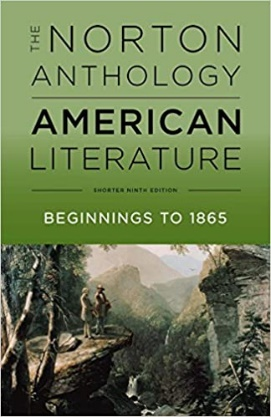 THE
NORTON
ANTHOLOGY
AMERICAN
LITERATURE
SHORTER NINTH EDITION
BEGINNINGS TO 1865